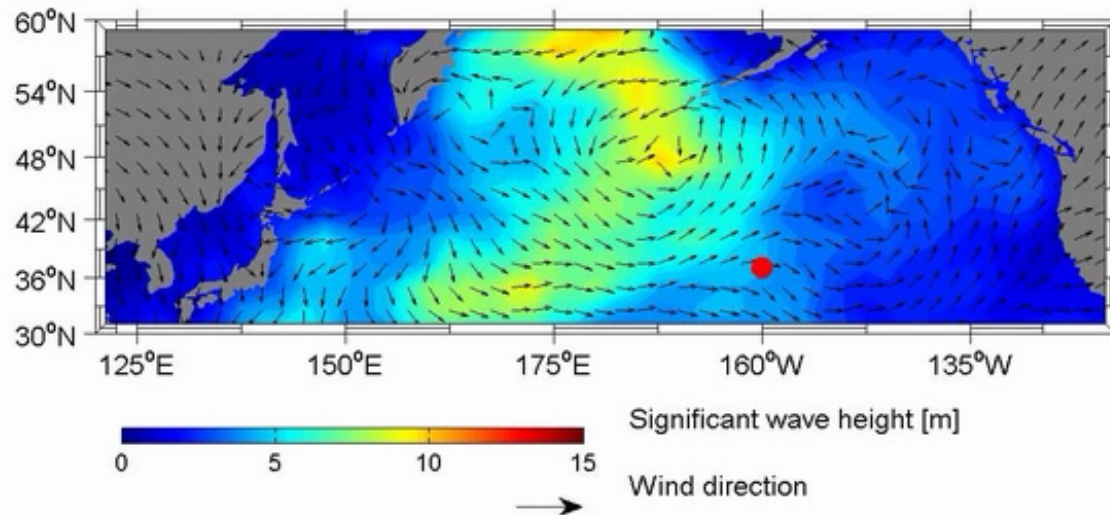 60°N
54°N
48°N
42°N
36°N
30°N
125°E 150°E 175°E 160°W 135°W
Significant wave height [m]
0 5 10 15
Wind direction